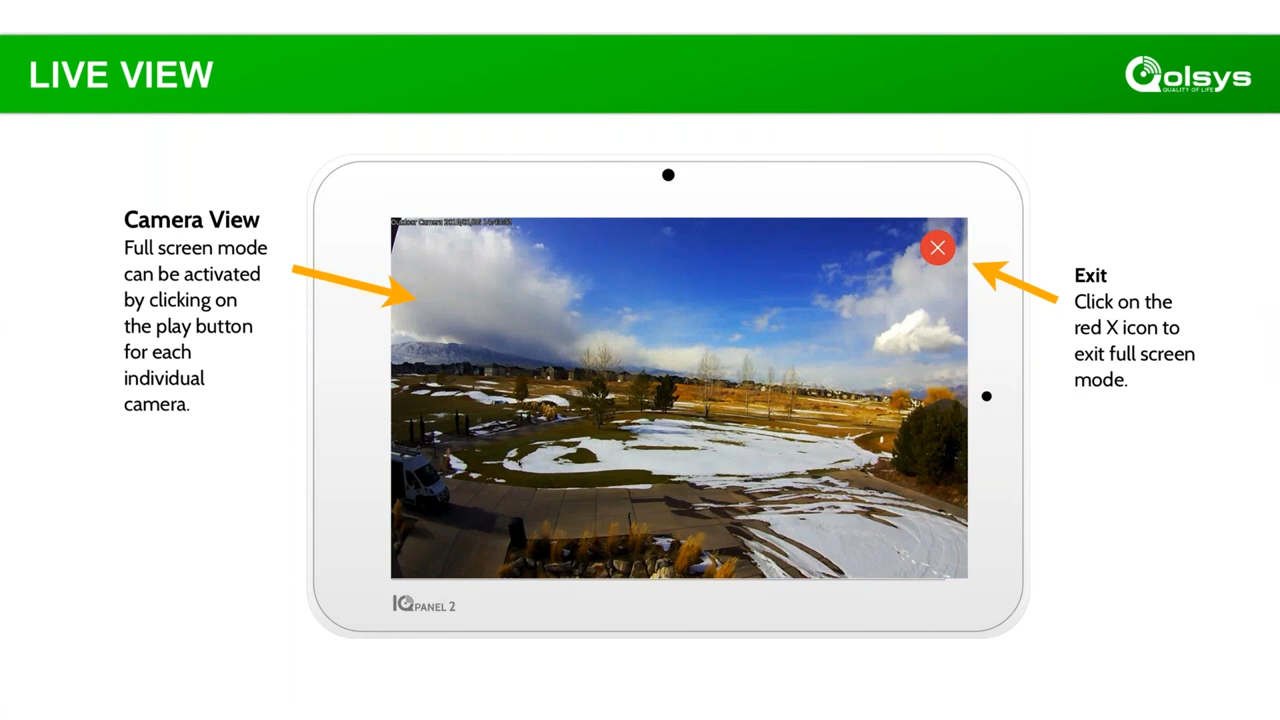 LIVE VIEW
Qolsys
QUALITY OF LIFE
Camera View
Full screen mode
can be activated
by clicking on
the play button
for each
individual
camera.
Outdoor Camera
Exit
Click on the
red X icon to
exit full screen
mode.
IQ PANEL 2